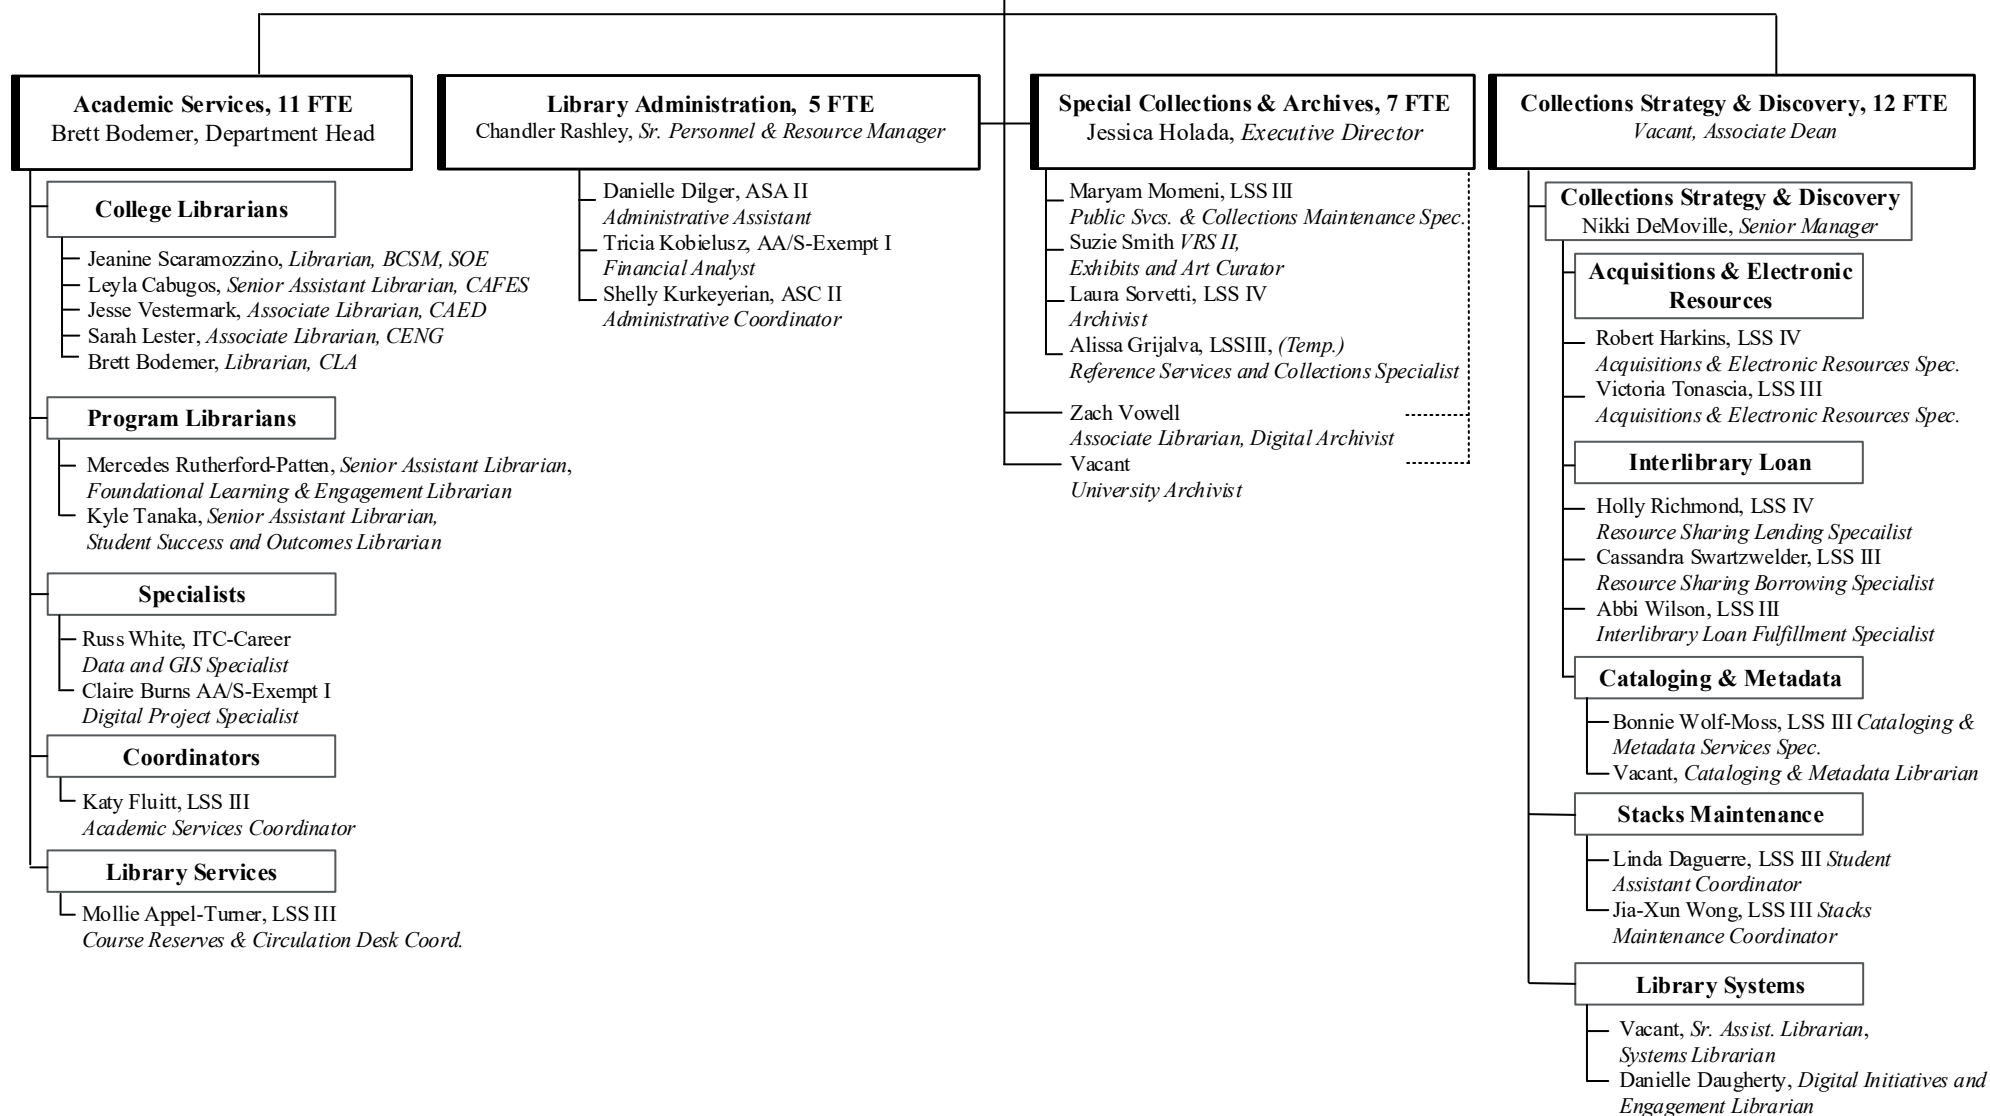 Academic Services, 11 FTE
Brett Bodemer, Department Head
College Librarians
Jeanine Scaramozzino, Librarian, BCSM, SOE
Leyla Cabugos, Senior Assistant Librarian, CAFES
Jesse Vestermark, Associate Librarian, CAED
Sarah Lester, Associate Librarian, CENG
Brett Bodemer, Librarian, CLA
Program Librarians
Mercedes Rutherford-Patten, Senior Assistant Librarian,
Foundational Learning & Engagement Librarian
Kyle Tanaka, Senior Assistant Librarian,
Student Success and Outcomes Librarian
Specialists
Russ White, ITC-Career
Data and GIS Specialist
Claire Burns AA/S-Exempt I
Digital Project Specialist
Coordinators
Katy Fluitt, LSS III
Academic Services Coordinator
Library Services
Mollie Appel-Turner, LSS III
Course Reserves & Circulation Desk Coord.
Library Administration, 5 FTE
Chandler Rashley, Sr. Personnel & Resource Manager
Danielle Dilger, ASA II
Administrative Assistant
Tricia Kobielusz, AA/S-Exempt I
Financial Analyst
Shelly Kurkeyerian, ASC II
Administrative Coordinator
Special Collections & Archives, 7 FTE
Jessica Holada, Executive Director
Maryam Momeni, LSS III
Public Svcs. & Collections Maintenance Spec.
Suzie Smith VRS II,
Exhibits and Art Curator
Laura Sorvetti, LSS IV
Archivist
Alissa Grijalva, LSSIII, (Temp.)
Reference Services and Collections Specialist
Zach Vowell
Associate Librarian, Digital Archivist
Vacant
University Archivist
Collections Strategy & Discovery, 12 FTE
Vacant, Associate Dean
Collections Strategy & Discovery
Nikki DeMoville, Senior Manager
Acquisitions & Electronic
Resources
Robert Harkins, LSS IV
Acquisitions & Electronic Resources Spec.
Victoria Tonascia, LSS III
Acquisitions & Electronic Resources Spec.
Interlibrary Loan
Holly Richmond, LSS IV
Resource Sharing Lending Specailist
Cassandra Swartzwelder, LSS III
Resource Sharing Borrowing Specialist
Abbi Wilson, LSS III
Interlibrary Loan Fulfillment Specialist
Cataloging & Metadata
Bonnie Wolf-Moss, LSS III Cataloging &
Metadata Services Spec.
Vacant, Cataloging & Metadata Librarian
Stacks Maintenance
Linda Daguerre, LSS III Student
Assistant Coordinator
Jia-Xun Wong, LSS III Stacks
Maintenance Coordinator
Library Systems
Vacant, Sr. Assist. Librarian,
Systems Librarian
Danielle Daugherty, Digital Initiatives and
Engagement Librarian